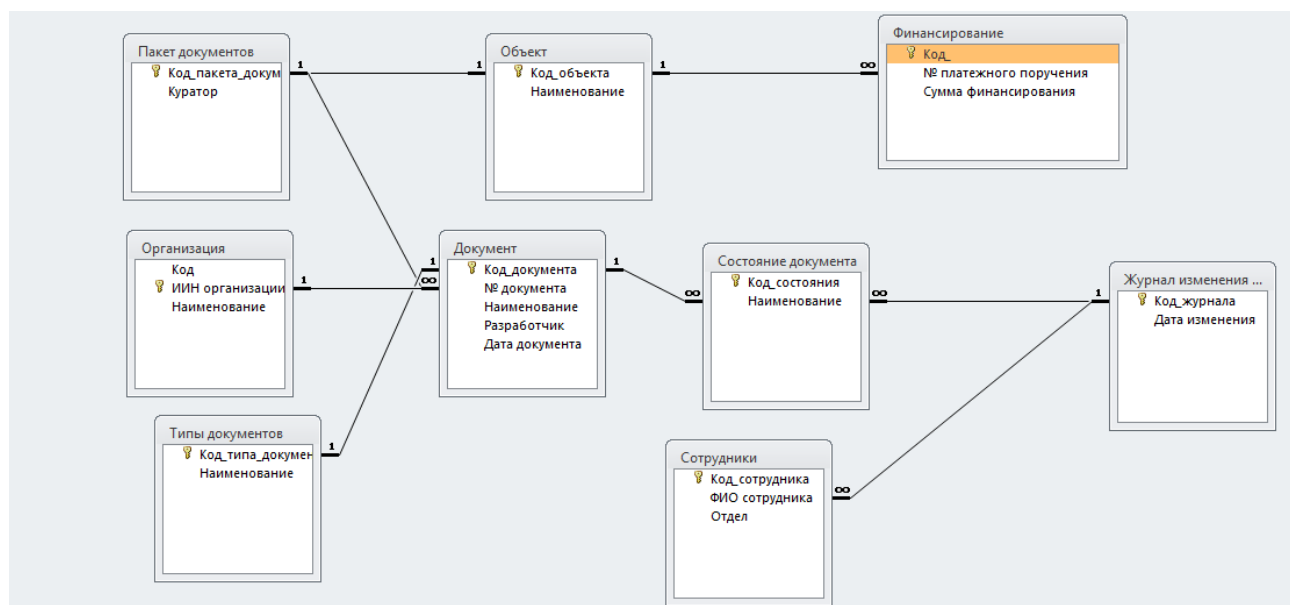 Пакет документов
Код_пакета_докум
Куратор
1
1
Объект
Код_объекта
Наименование
1
∞
Финансирование
Код_
№ платежного поручения
Сумма финансирования
Организация
Код
ИИН организации
Наименование
1
1
∞
Документ
Код_документа
№ документа
Наименование
Разработчик
Дата документа
1
∞
Состояние документа
Код_состояния
Наименование
∞
1
Журнал изменения ...
Код_журнала
Дата изменения
Типы документов
Код_типа_докумен
Наименование
1
Сотрудники
Код_сотрудника
ФИО сотрудника
Отдел
∞